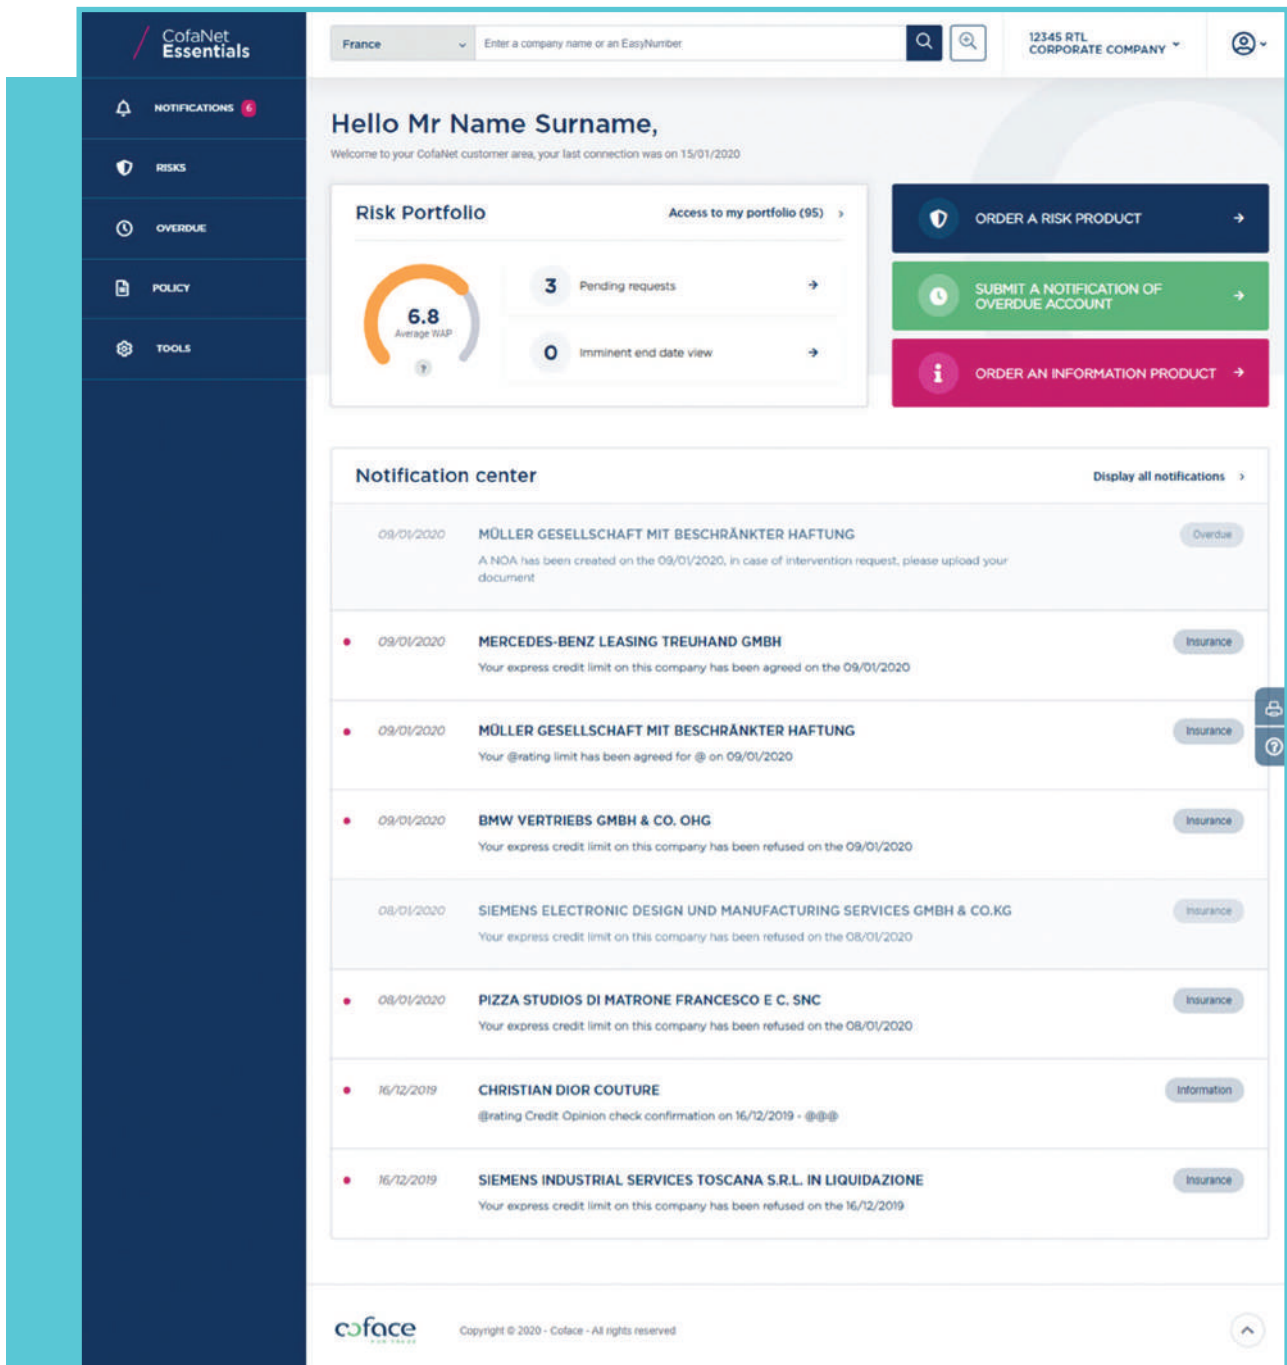 CofaNet
Essentials
France
Enter a company name or an EasyNumber
12345 RTL
CORPORATE COMPANY
NOTIFICATIONS 6
RISKS
OVERDUE
POLICY
TOOLS
Hello Mr Name Surname,
Welcome to your CofaNet customer area, your last connection was on 15/01/2020
Risk Portfolio
Access to my portfolio (95)
6.8
Average WAP
?
3 Pending requests
0 Imminent end date view
ORDER A RISK PRODUCT
SUBMIT A NOTIFICATION OF
OVERDUE ACCOUNT
ORDER AN INFORMATION PRODUCT
Notification center
Display all notifications
09/01/2020 MÜLLER GESELLSCHAFT MIT BESCHRÄNKTER HAFTUNG Overdue
A NOA has been created on the 09/01/2020, in case of intervention request, please upload your
document
09/01/2020 MERCEDES-BENZ LEASING TREUHAND GMBH Insurance
Your express credit limit on this company has been agreed on the 09/01/2020
09/01/2020 MÜLLER GESELLSCHAFT MIT BESCHRÄNKTER HAFTUNG Insurance
Your @rating limit has been agreed for @ on 09/01/2020
09/01/2020 BMW VERTRIEBS GMBH & CO. OHG Insurance
Your express credit limit on this company has been refused on the 09/01/2020
08/01/2020 SIEMENS ELECTRONIC DESIGN UND MANUFACTURING SERVICES GMBH & CO.KG Insurance
Your express credit limit on this company has been refused on the 08/01/2020
08/01/2020 PIZZA STUDIOS DI MATRONE FRANCESCO E C. SNC Insurance
Your express credit limit on this company has been refused on the 08/01/2020
16/12/2019 CHRISTIAN DIOR COUTURE Information
@rating Credit Opinion check confirmation on 16/12/2019 - @@@
16/12/2019 SIEMENS INDUSTRIAL SERVICES TOSCANA S.R.L. IN LIQUIDAZIONE Insurance
Your express credit limit on this company has been refused on the 16/12/2019
coface
FOR TRADE
Copyright © 2020 - Coface - All rights reserved